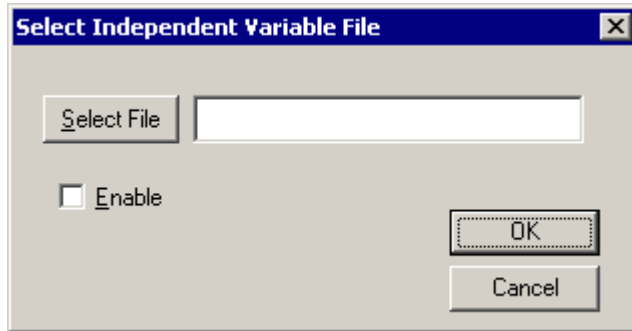 Select Independent Variable File
Select File
Enable
OK
Cancel